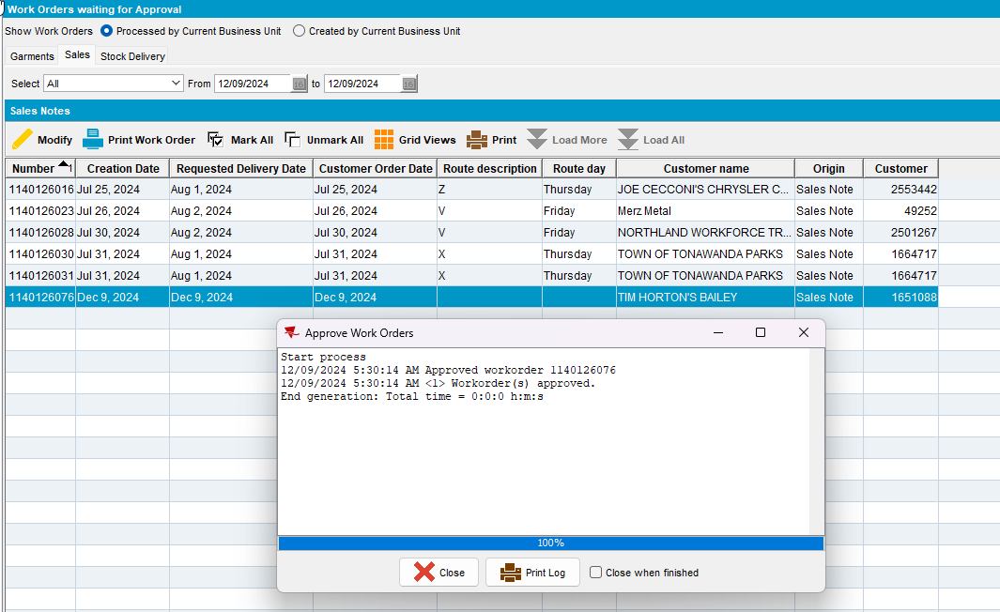 Work Orders waiting for Approval
Show Work Orders Processed by Current Business Unit Created by Current Business Unit
Garments Sales Stock Delivery
Select All From 12/09/2024 16 to 12/09/2024 16
Sales Notes
Modify Print Work Order Mark All Unmark All Grid Views Print Load More Load All
Number 1 Creation Date Requested Delivery Date Customer Order Date Route description Route day Customer name Origin Customer
1140126016 Jul 25, 2024 Aug 1, 2024 Jul 25, 2024 Z Thursday JOE CECCONI'S CHRYSLER C... Sales Note 2553442
1140126023 Jul 26, 2024 Aug 2, 2024 Jul 26, 2024 V Friday Merz Metal Sales Note 49252
1140126028 Jul 30, 2024 Aug 2, 2024 Jul 30, 2024 V Friday NORTHLAND WORKFORCE TR... Sales Note 2501267
1140126030 Jul 31, 2024 Aug 1, 2024 Jul 31, 2024 X Thursday TOWN OF TONAWANDA PARKS Sales Note 1664717
1140126031 Jul 31, 2024 Aug 1, 2024 Jul 31, 2024 X Thursday TOWN OF TONAWANDA PARKS Sales Note 1664717
1140126076 Dec 9, 2024 Dec 9, 2024 Dec 9, 2024 TIM HORTON'S BAILEY Sales Note 1651088
Approve Work Orders
Start process
12/09/2024 5:30:14 AM Approved workorder 1140126076
12/09/2024 5:30:14 AM <1> Workorder(s) approved.
End generation: Total time = 0:0:0 h:m:s
100%
Close Print Log Close when finished